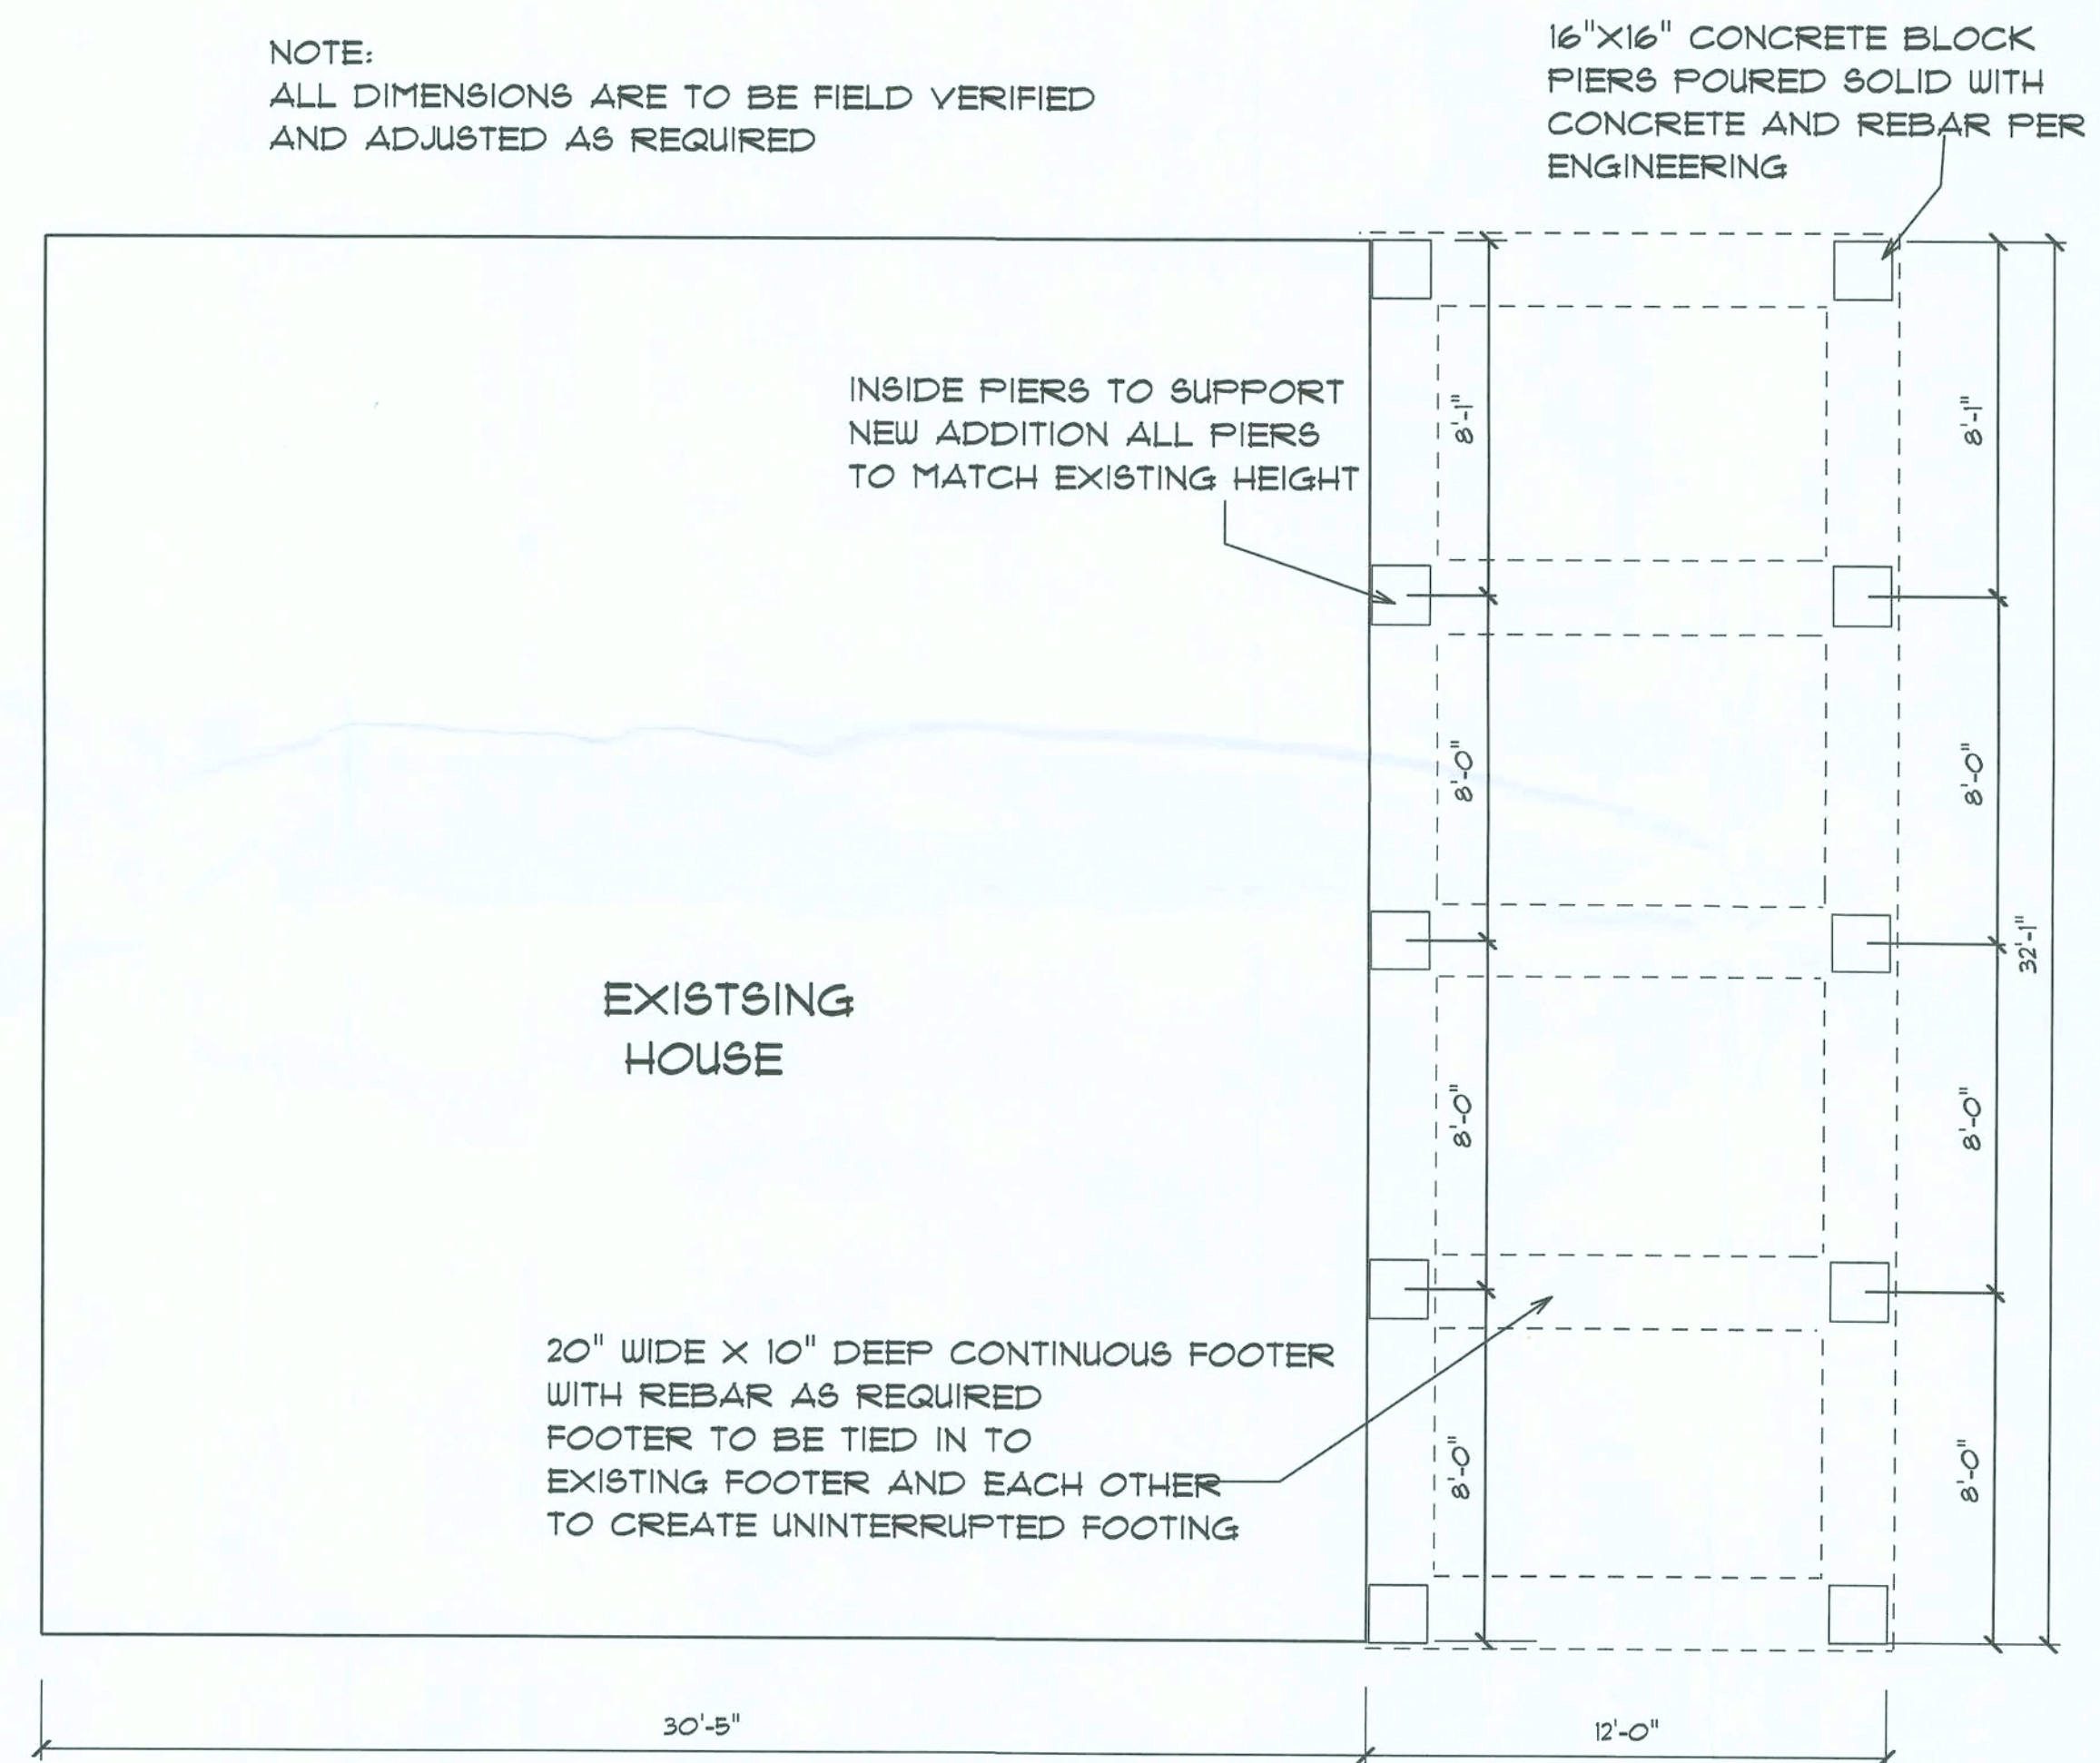 NOTE:
ALL DIMENSIONS ARE TO BE FIELD VERIFIED
AND ADJUSTED AS REQUIRED
16"X16" CONCRETE BLOCK
PIERS POURED SOLID WITH
CONCRETE AND REBAR PER
ENGINEERING
INSIDE PIERS TO SUPPORT
NEW ADDITION ALL PIERS
TO MATCH EXISTING HEIGHT
8'-1"
8'-1"
8'-0"
8'-0"
32'-1"
EXISTSING
HOUSE
8'-0"
8'-0"
20" WIDE X 10" DEEP CONTINUOUS FOOTER
WITH REBAR AS REQUIRED
FOOTER TO BE TIED IN TO
EXISTING FOOTER AND EACH OTHER
TO CREATE UNINTERRUPTED FOOTING
8'-0"
8'-0"
30'-5"
12'-0"